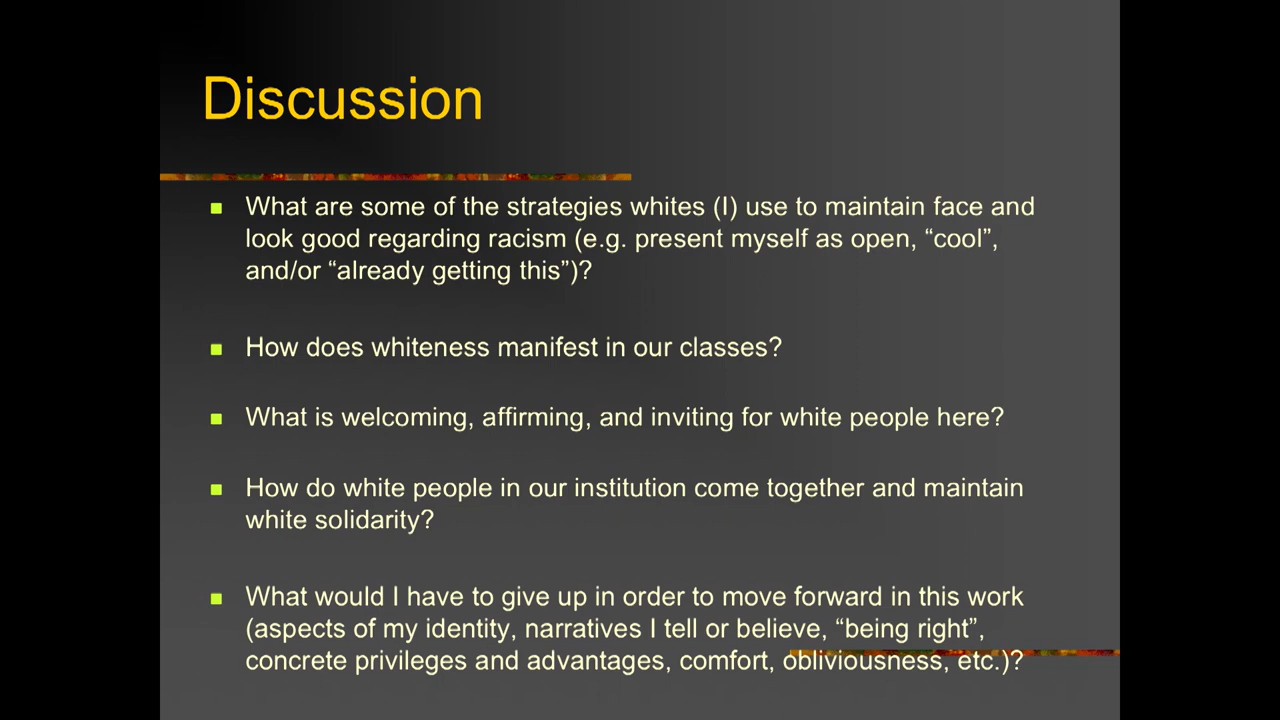 Discussion
What are some of the strategies whites (I) use to maintain face and
look good regarding racism (e.g. present myself as open, “cool”,
and/or “already getting this”)?
How does whiteness manifest in our classes?
What is welcoming, affirming, and inviting for white people here?
How do white people in our institution come together and maintain
white solidarity?
What would I have to give up in order to move forward in this work
(aspects of my identity, narratives I tell or believe, “being right”,
concrete privileges and advantages, comfort, obliviousness, etc.)?